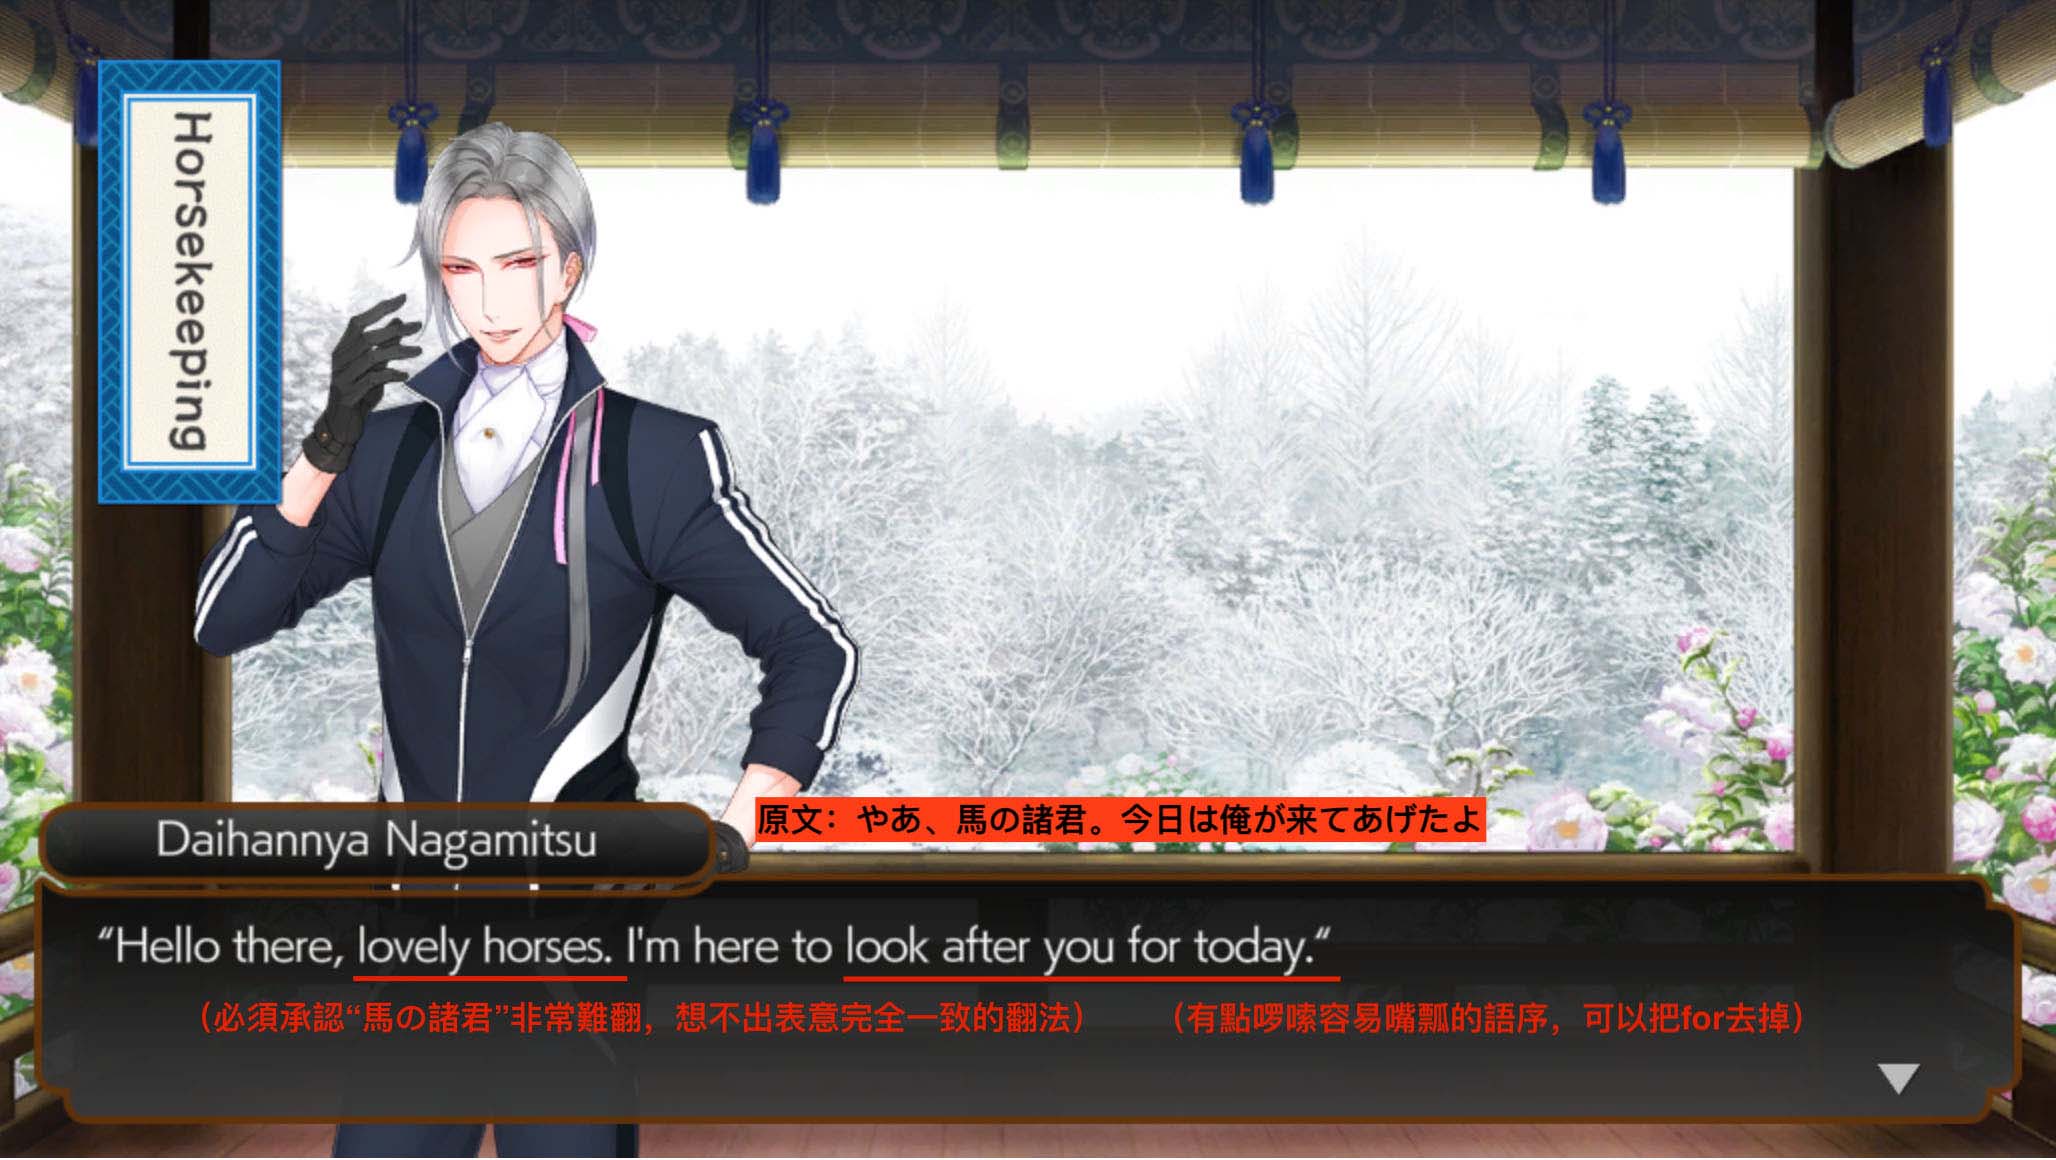 Horsekeeping
Daihannya Nagamitsu
原文：やあ、馬の諸君。今日は俺が来てあげたよ
“Hello there, lovely horses. I'm here to look after you for today.“
（必須承認“馬の諸君”非常難翻，想不出表意完全一致的翻法）
（有點啰嗦容易嘴瓢的語序，可以把for去掉）